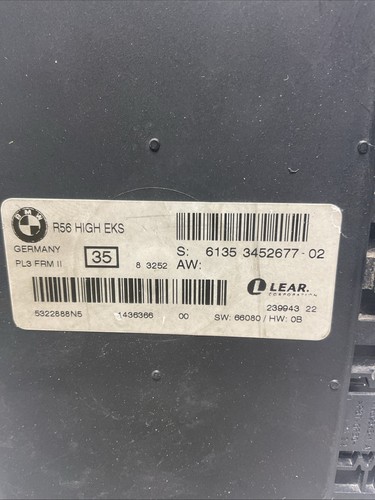 BMW
R56 HIGH EKS
GERMANY
PL3 FRM II
35
8 3252
S: 6135 3452677-02
AW:
LEAR.
CORPORATION
5322888N5
1436366 00
239943 22
SW: 66080 / HW: 0B